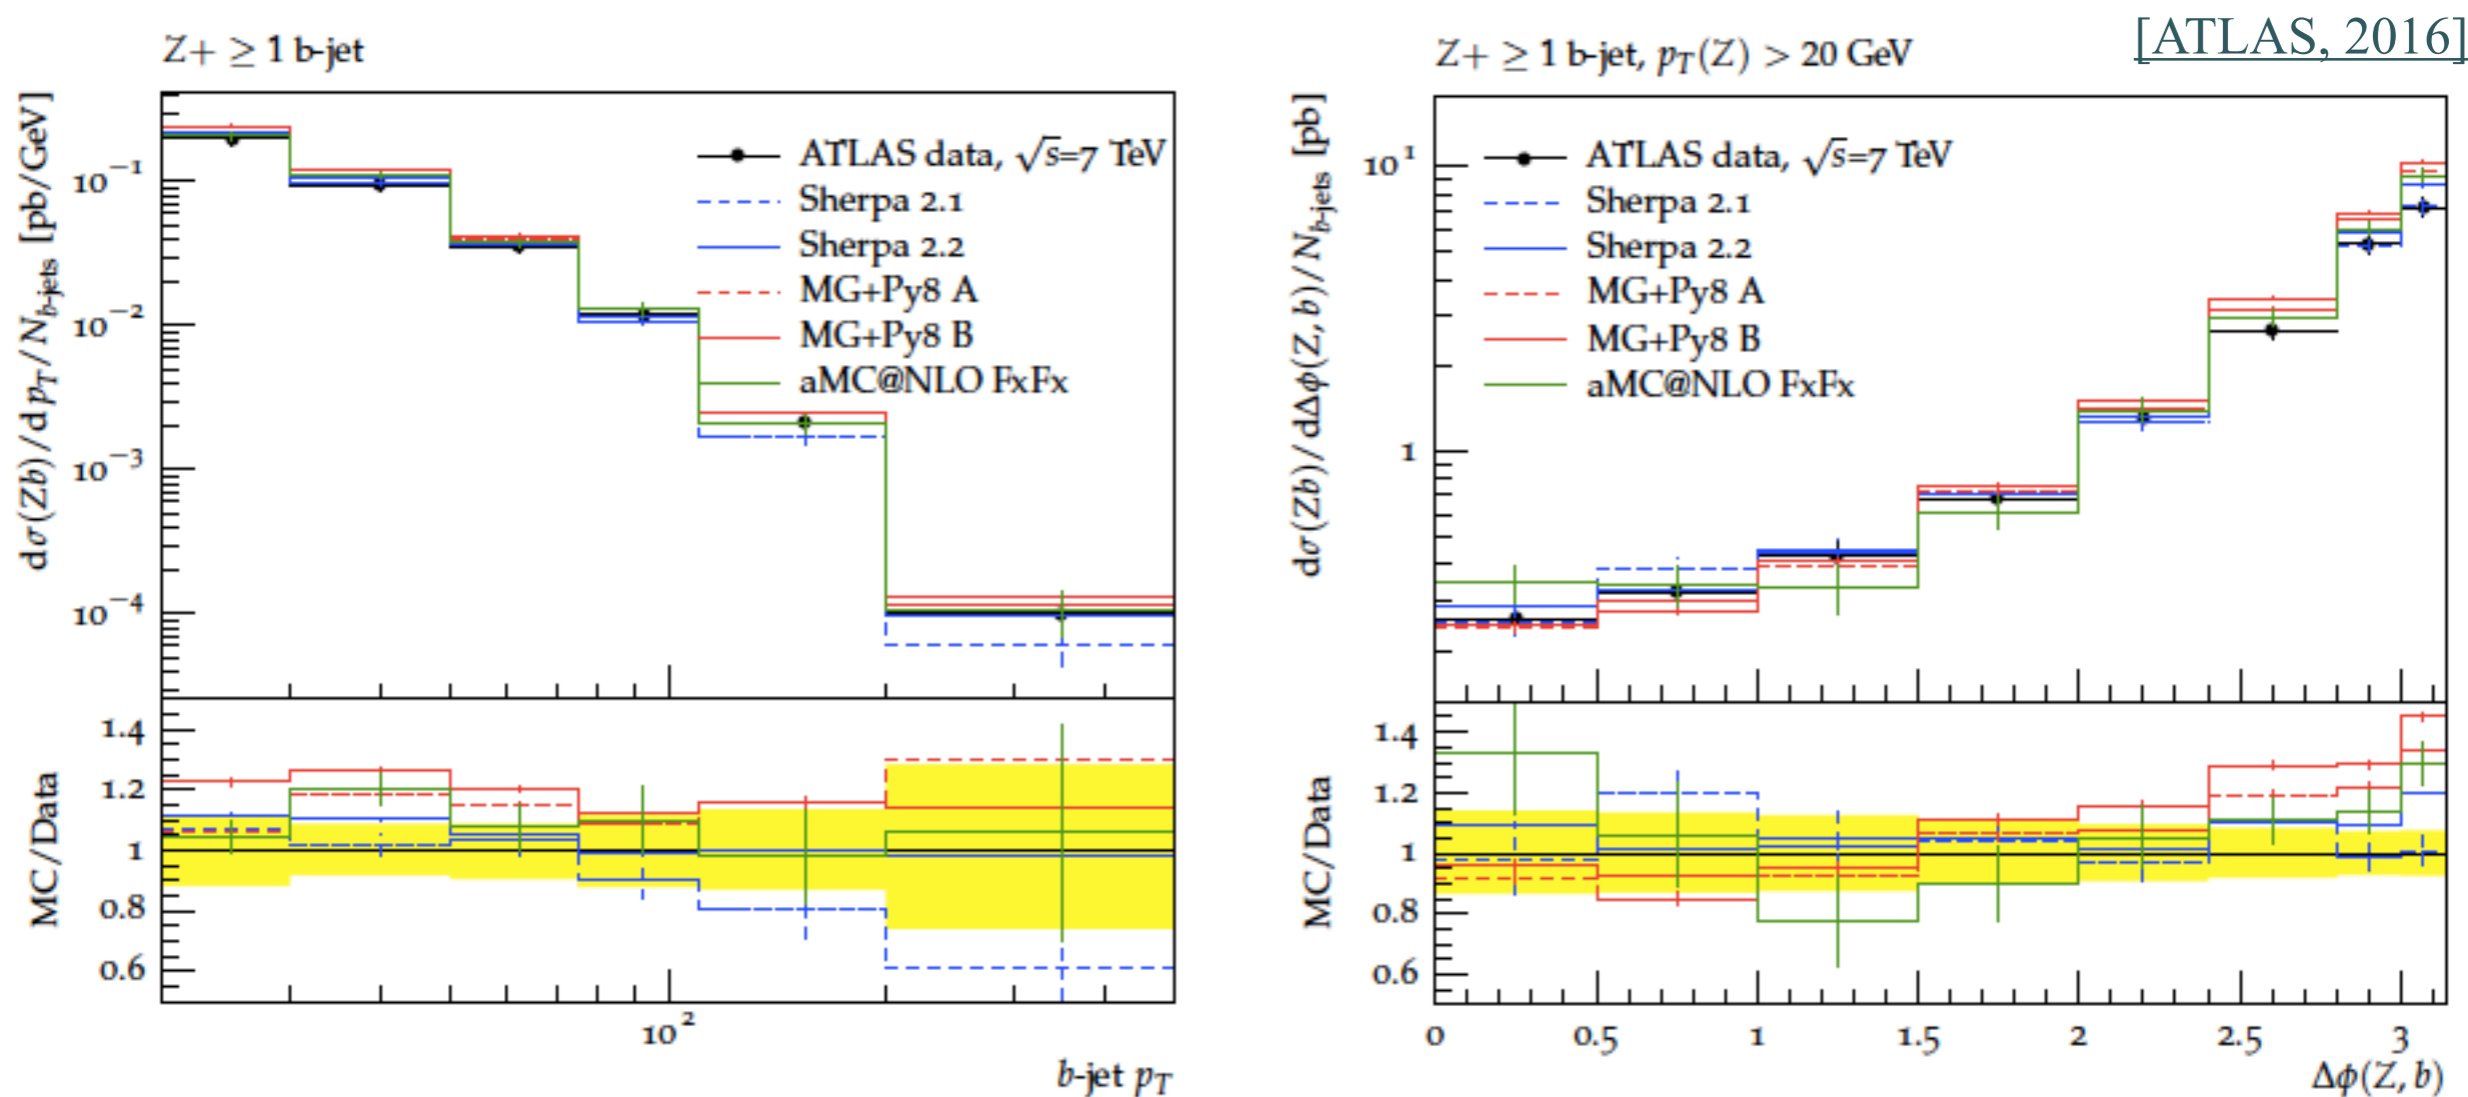 [ATLAS, 2016]
Z+ ≥ 1 b-jet
dσ(Zb)/dp_T/N_b-jets [pb/GeV]
10⁻¹
10⁻²
10⁻³
10⁻⁴
ATLAS data, √s=7 TeV
Sherpa 2.1
Sherpa 2.2
MG+Py8 A
MG+Py8 B
aMC@NLO FxFx
MC/Data
1.4
1.2
1
0.8
0.6
10²
b-jet p_T
Z+ ≥ 1 b-jet, p_T(Z) > 20 GeV
dσ(Zb)/dΔϕ(Z, b)/N_b-jets [pb]
10¹
1
ATLAS data, √s=7 TeV
Sherpa 2.1
Sherpa 2.2
MG+Py8 A
MG+Py8 B
aMC@NLO FxFx
MC/Data
1.4
1.2
1
0.8
0.6
0 0.5 1 1.5 2 2.5 3
Δϕ(Z, b)